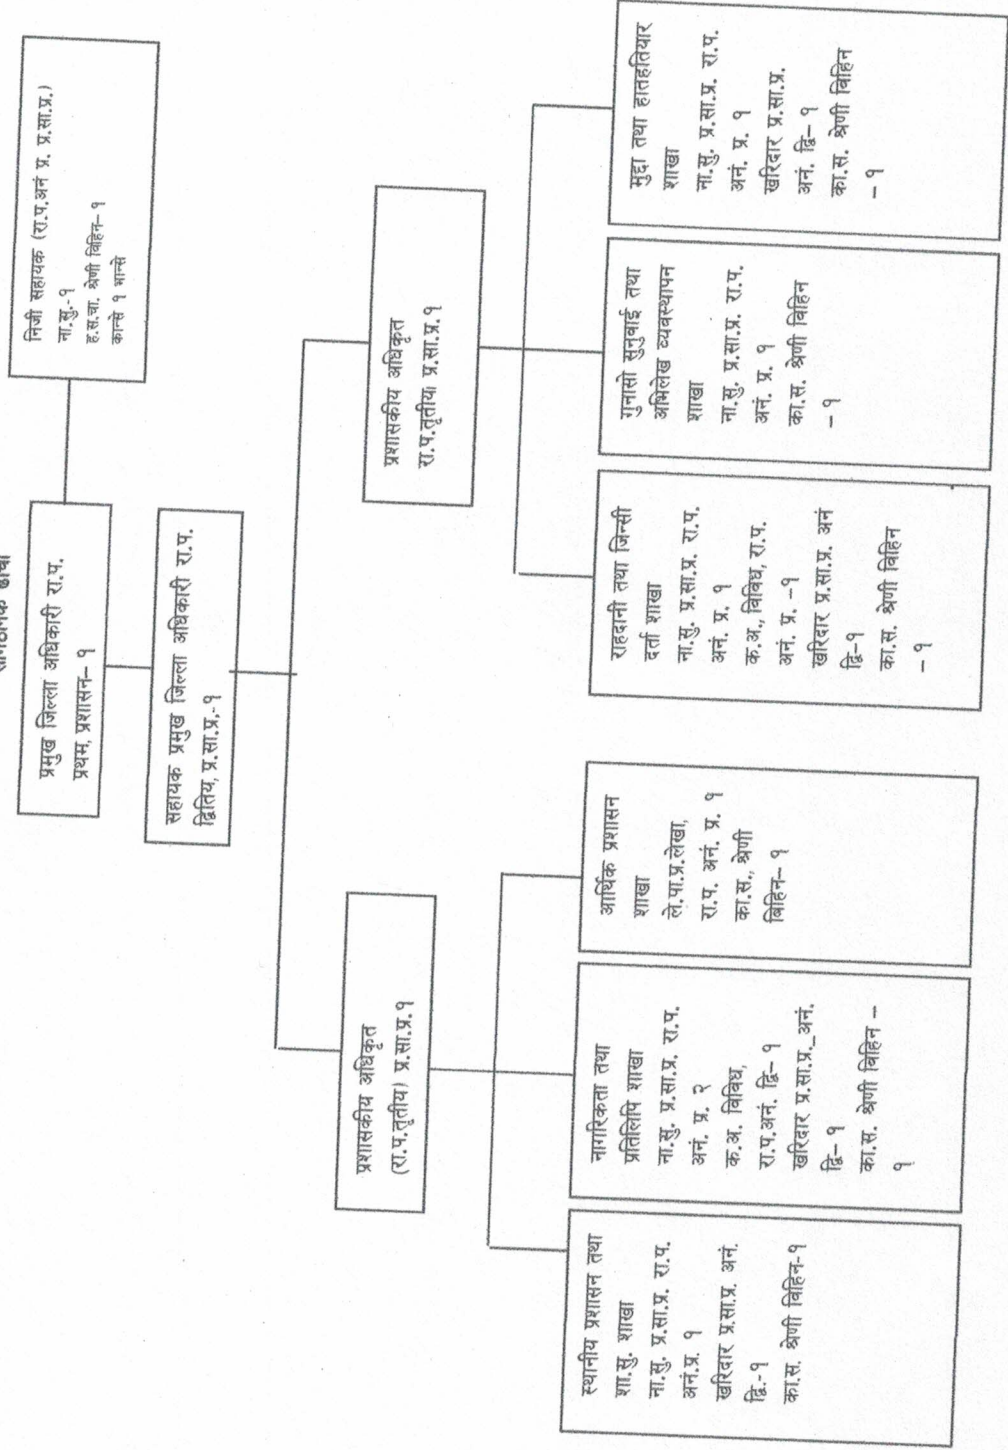 प्रमुख जिल्ला अधिकारी रा.प.
प्रथम, प्रशासन– १
निजी सहायक (रा.प.अनं प्र. प्र.सा.प्र.)
ना.सु.-१
ह.स.चा. श्रेणी विहिन– १
कान्से १ भान्से
सहायक प्रमुख जिल्ला अधिकारी रा.प.
द्वितिय, प्र.सा.प्र.-१
प्रशासकीय अधिकृत
(रा.प.तृतीय) प्र.सा.प्र.१
प्रशासकीय अधिकृत
रा.प.तृतीय) प्र.सा.प्र.१
स्थानीय प्रशासन तथा
शा.सु. शाखा
ना.सु. प्र.सा.प्र. रा.प.
अनं.प्र. १
खरिदार प्र.सा.प्र. अनं.
द्वि.-१
का.स. श्रेणी विहिन-१
नागरिकता तथा
प्रतिलिपि शाखा
ना.सु. प्र.सा.प्र. रा.प.
अनं. प्र. २
क.अ. विविध,
रा.प.अनं. द्वि– १
खरिदार प्र.सा.प्र._अनं.
द्वि– १
का.स. श्रेणी विहिन –
१
आर्थिक प्रशासन
शाखा
ले.पा.प्र.लेखा,
रा.प. अनं. प्र. १
का.स., श्रेणी
बिहिन– १
राहदानी तथा जिन्सी
दर्ता शाखा
ना.सु. प्र.सा.प्र. रा.प.
अनं. प्र. १
क.अ., विविध, रा.प.
अनं. प्र. -१
खरिदार प्र.सा.प्र. अनं
द्वि-१
का.स. श्रेणी विहिन
– १
गुनासो सुनुवाई तथा
अभिलेख व्यवस्थापन
शाखा
ना.सु. प्र.सा.प्र. रा.प.
अनं. प्र. १
का.स. श्रेणी विहिन
– १
मुद्दा तथा हातहतियार
शाखा
ना.सु. प्र.सा.प्र. रा.प.
अनं. प्र. १
खरिदार प्र.सा.प्र.
अनं. द्वि– १
का.स. श्रेणी विहिन
– १